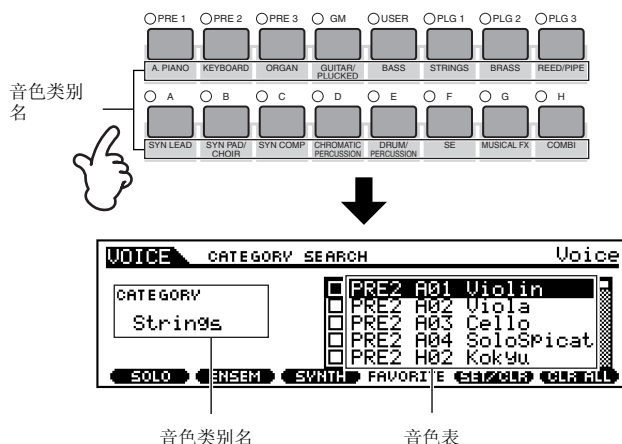 PRE 1 PRE 2 PRE 3 GM USER PLG 1 PLG 2 PLG 3
A. PIANO KEYBOARD ORGAN GUITAR/PLUCKED BASS STRINGS BRASS REED/PIPE
音色类别名
A B C D E F G H
SYN LEAD SYN PAD/CHOIR SYN COMP CHROMATIC PERCUSSION DRUM/PERCUSSION SE MUSICAL FX COMBI
VOICE CATEGORY SEARCH Voice
CATEGORY
Strings
PRE2 A01 Violin
PRE2 A02 Viola
PRE2 A03 Cello
PRE2 A04 SoloSpicat
PRE2 H02 Kokyu
SOLO ENSEM SYNTH FAVORITE SET/CLR CLR ALL
音色类别名 音色表